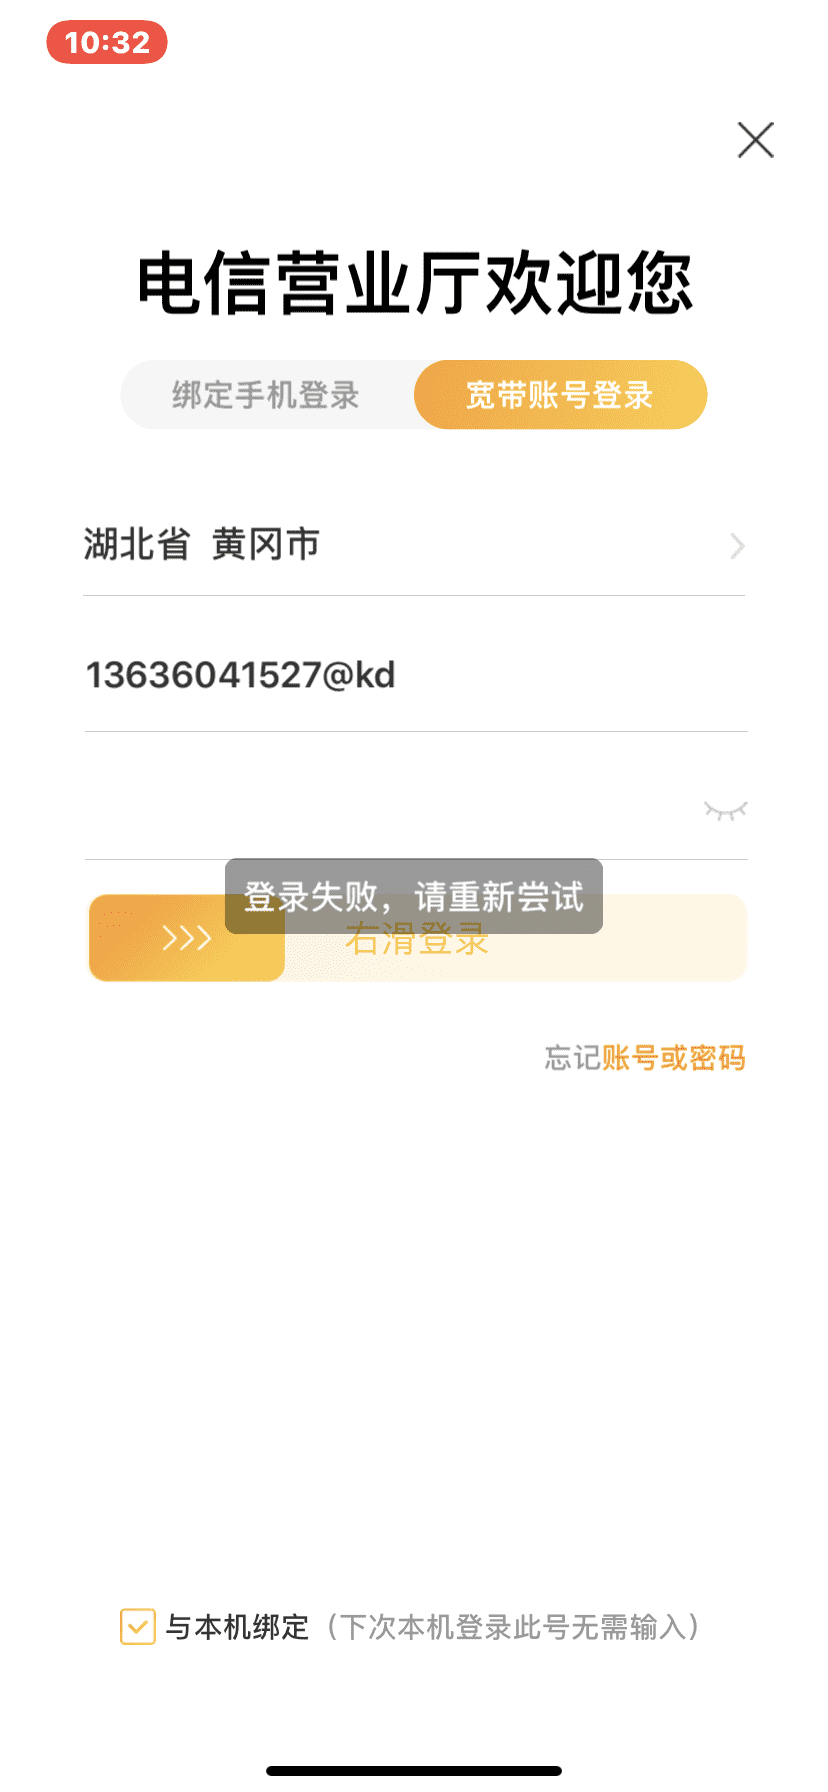 10:32
电信营业厅欢迎您
绑定手机登录
宽带账号登录
湖北省 黄冈市
13636041527@kd
登录失败，请重新尝试
右滑登录
忘记账号或密码
与本机绑定（下次本机登录此号无需输入）